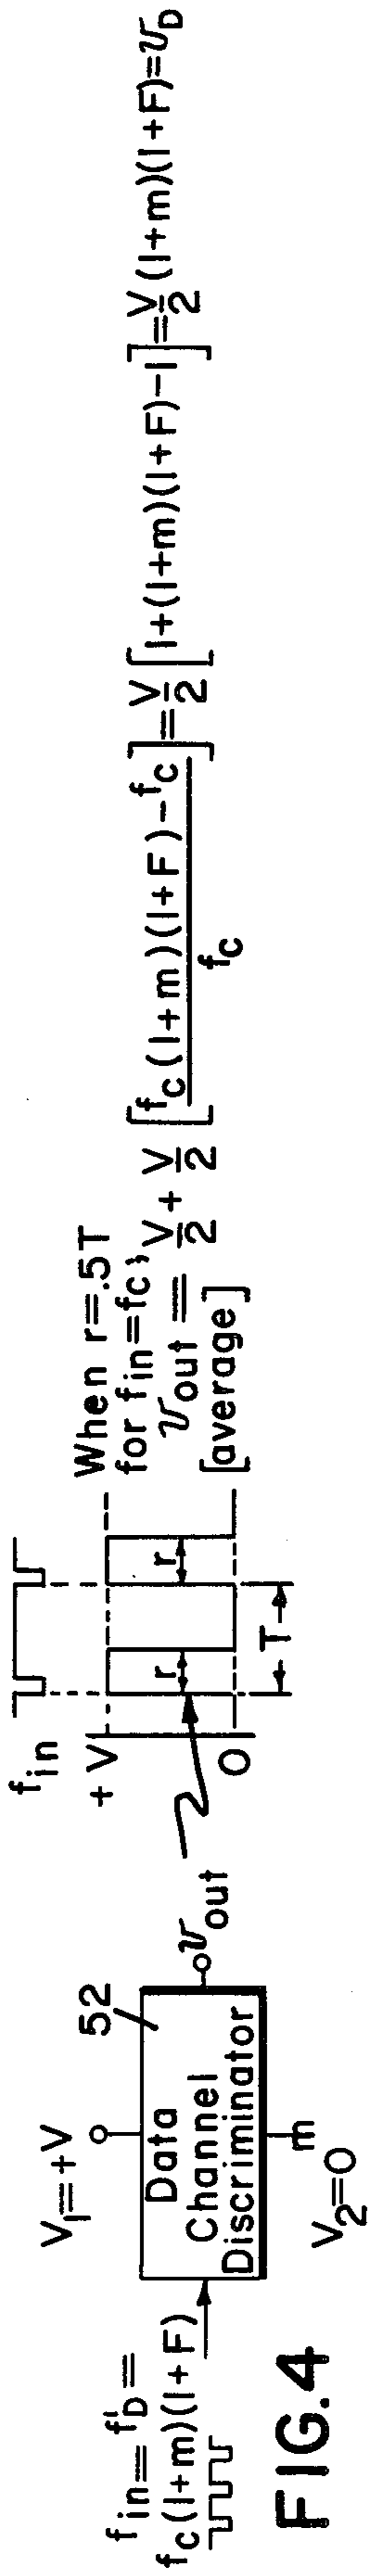 f_in = f'_D =
f_c(1+m)(1+F)
V_1=+V
52
Data
Channel
Discriminator
v_out
m
V_2=0
f_in
+V
0
r
r
T
When r=.5T
for f_in=f_c,
v_out = V/2 + V/2 [f_c(1+m)(1+F)-f_c / f_c] = V/2 [1+(1+m)(1+F)-1] = V/2 (1+m)(1+F)=v_D
[average]
FIG.4